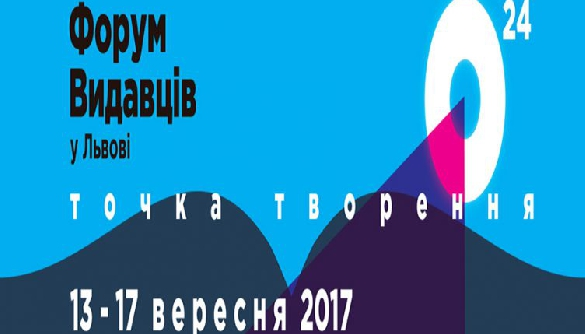 Форум
24
Видавців
у Львові
точка творення
13-17 вересня 2017